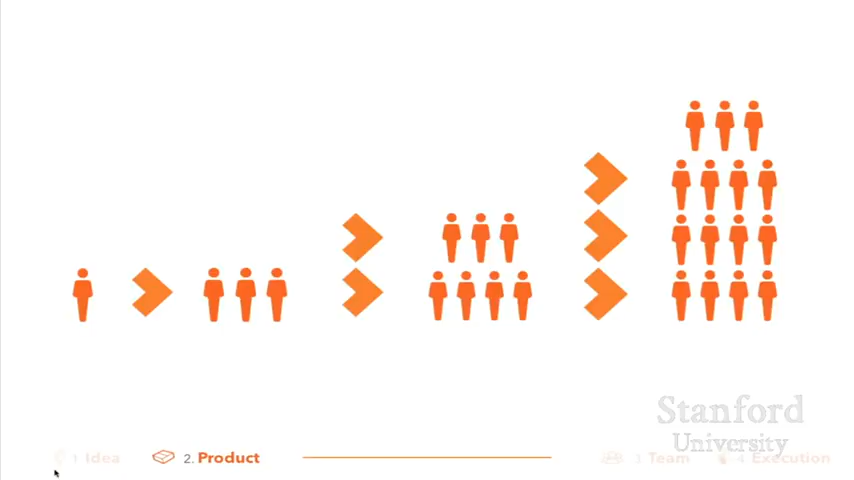 Stanford
University
1 Idea
2. Product
3 Team
4 Execution